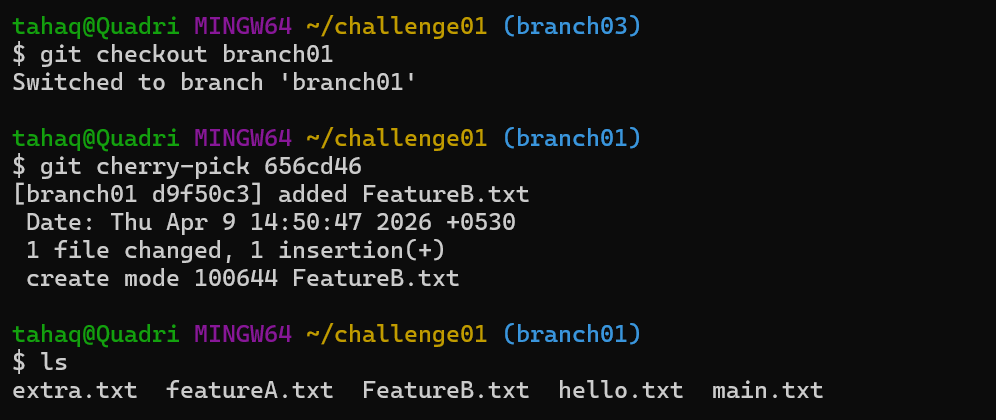 tahaq@Quadri MINGW64 ~/challenge01 (branch03)
$ git checkout branch01
Switched to branch 'branch01'
tahaq@Quadri MINGW64 ~/challenge01 (branch01)
$ git cherry-pick 656cd46
[branch01 d9f50c3] added FeatureB.txt
 Date: Thu Apr 9 14:50:47 2026 +0530
 1 file changed, 1 insertion(+)
 create mode 100644 FeatureB.txt
tahaq@Quadri MINGW64 ~/challenge01 (branch01)
$ ls
extra.txt  featureA.txt  FeatureB.txt  hello.txt  main.txt